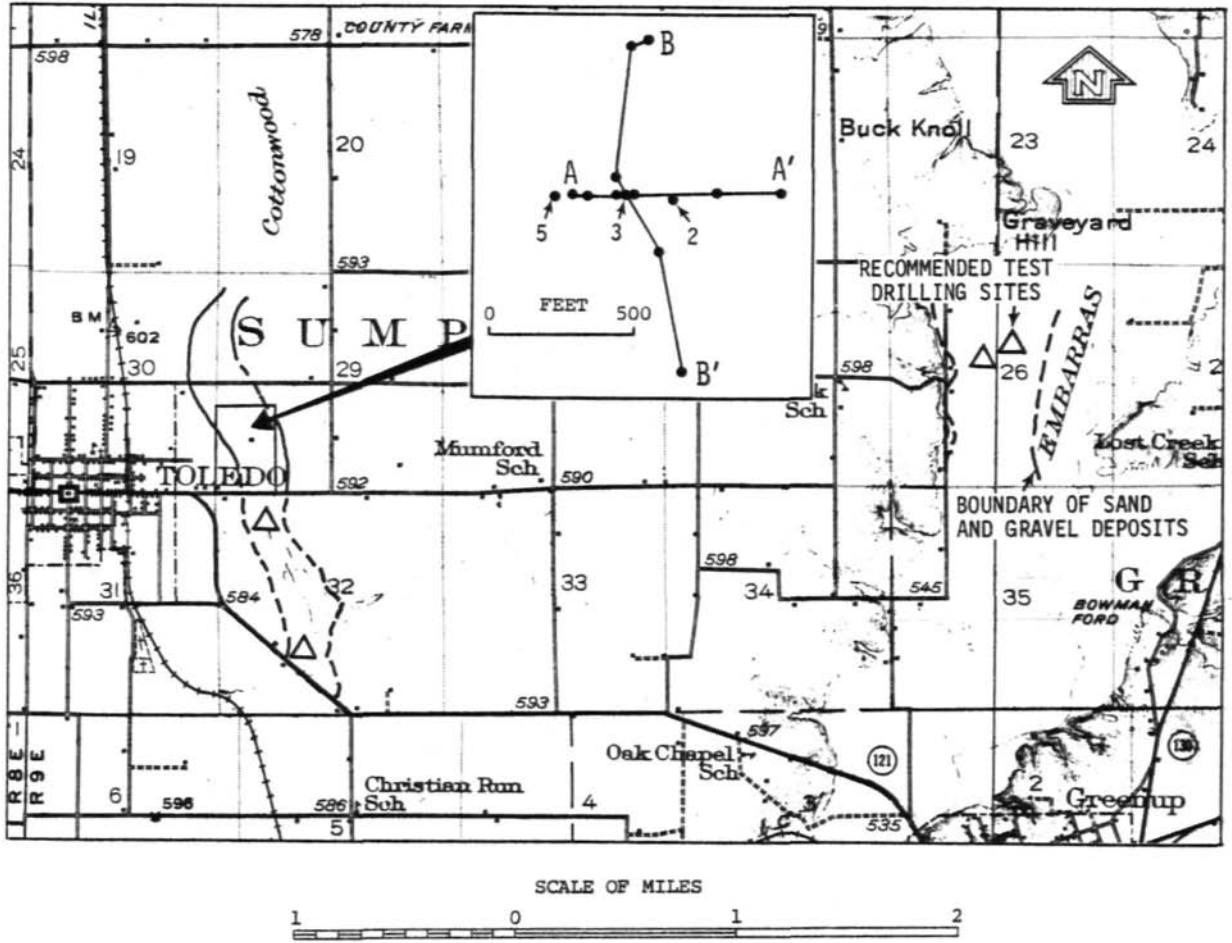 COUNTY FARM
578
598
Cottonwood
19
20
24
593
BM
602
SUMP
25
30
29
TOLEDO
592
Mumford
Sch
590
B
A
A'
5
3
2
FEET
0 500
B'
N
Buck Knoll
23
24
Graveyard
Hill
RECOMMENDED TEST
DRILLING SITES
EMBARRAS
26
598
Sch
Lost Creek
Sch
BOUNDARY OF SAND
AND GRAVEL DEPOSITS
36
31
593
584
32
33
598
34
545
35
G R
BOWMAN
FORD
593
597
121
130
R8E
R9E
6
596
Christian Run
Sch
586
5
4
Oak Chapel
Sch
3
535
2
Greenup
SCALE OF MILES
1 0 1 2